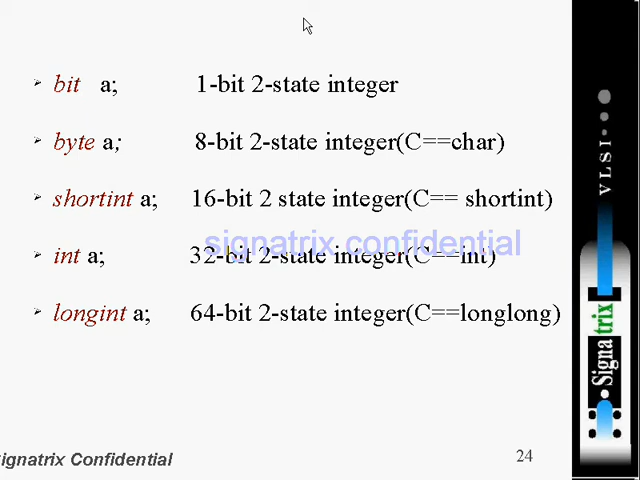 bit a; 1-bit 2-state integer
byte a; 8-bit 2-state integer(C==char)
shortint a; 16-bit 2 state integer(C== shortint)
signatrix confidential
int a; 32-bit 2-state integer(C==int)
longint a; 64-bit 2-state integer(C==longlong)
ignatrix Confidential
24
VLSI
Signatrix